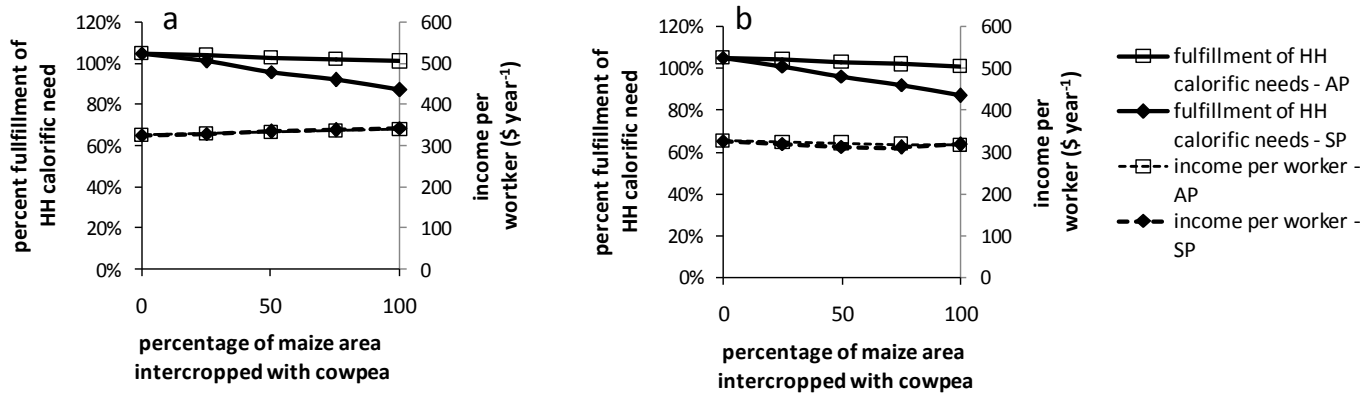 a
percent fullfillment of
HH calorific need
120%
100%
80%
60%
40%
20%
0%
600
500
400
300
200
100
0
income per
wortker ($ year-1)
0
50
100
percentage of maize area
intercropped with cowpea
b
percent fulfillment of
HH calorific need
120%
100%
80%
60%
40%
20%
0%
600
500
400
300
200
100
0
income per
worker ($ year-1)
0
50
100
percentage of maize area
intercropped with cowpea
fulfillment of HH
calorific needs - AP
fulfillment of HH
calorific needs - SP
income per worker -
AP
income per worker -
SP